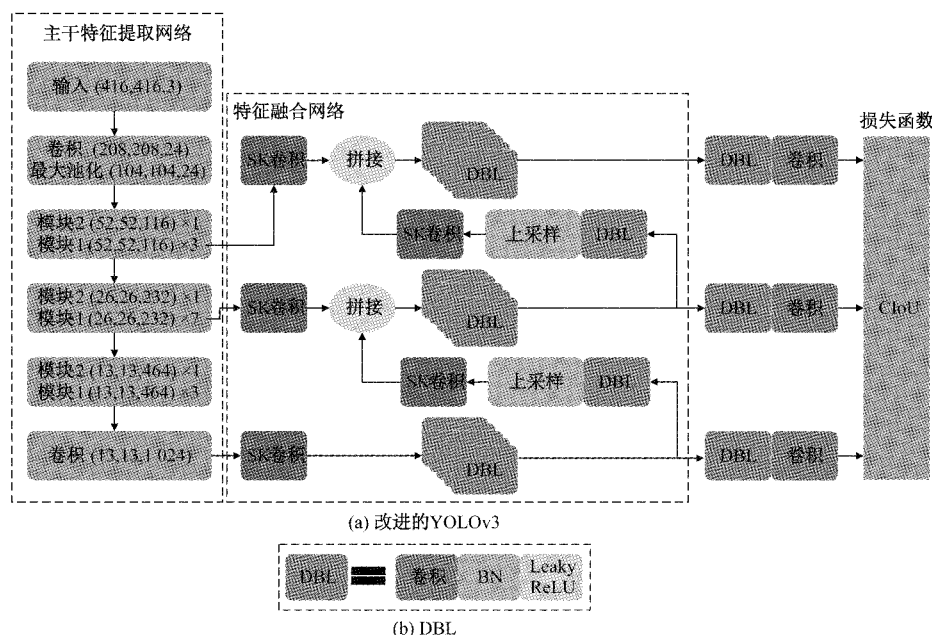 主干特征提取网络
输入 (416,416,3)
卷积 (208,208,24)
最大池化 (104,104,24)
模块2 (52,52,116) ×1
模块1 (52,52,116) ×3
模块2 (26,26,232) ×1
模块1 (26,26,232) ×7
模块2 (13,13,464) ×1
模块1 (13,13,464) ×3
卷积 (13,13,1 024)
特征融合网络
SK卷积
拼接
DBL
DBL
卷积
SK卷积
上采样
DBL
SK卷积
拼接
DBL
DBL
卷积
SK卷积
上采样
DBL
SK卷积
DBL
DBL
卷积
损失函数
CIoU
(a) 改进的YOLOv3
DBL
卷积
BN
Leaky
ReLU
(b) DBL